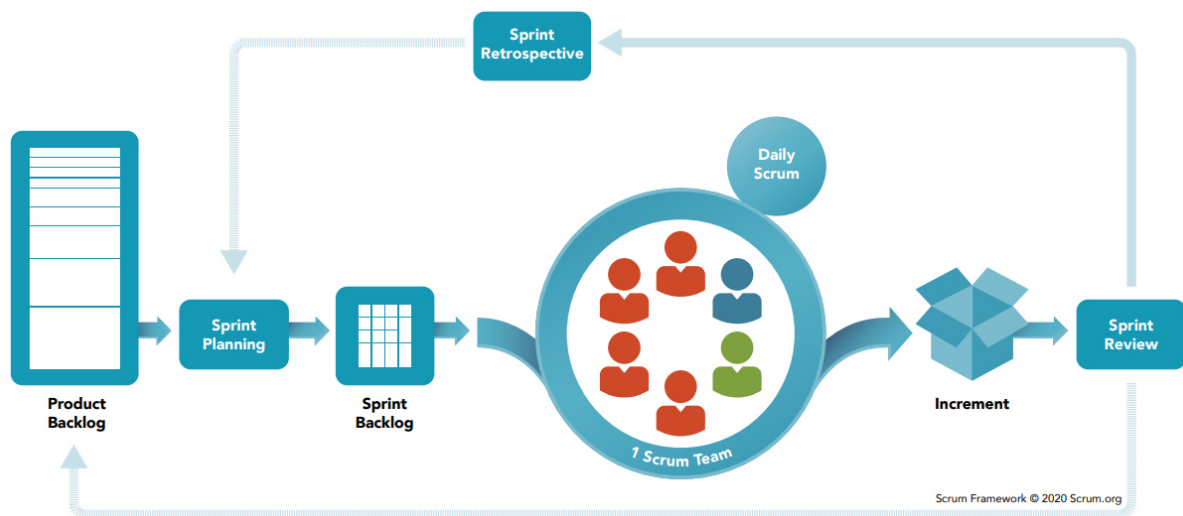 Sprint
Retrospective
Daily
Scrum
Sprint
Planning
Sprint
Review
Product
Backlog
Sprint
Backlog
Increment
1 Scrum Team
Scrum Framework © 2020 Scrum.org